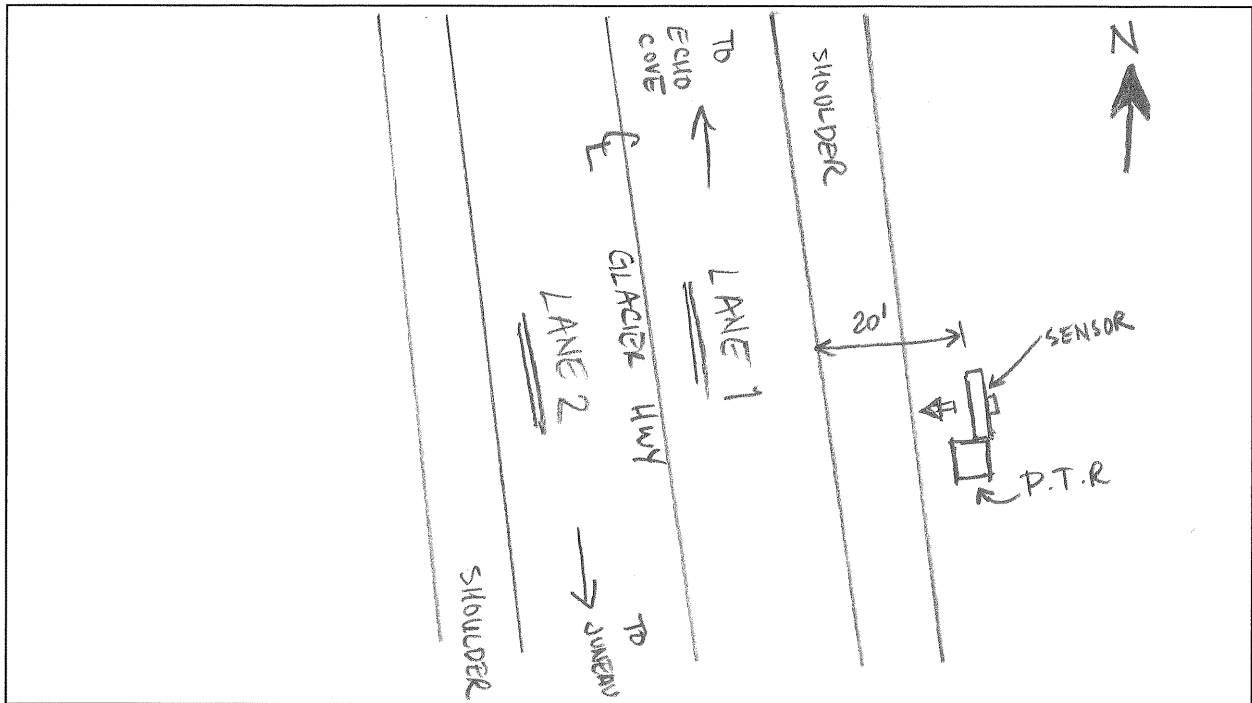 N
TO
ECHO
COVE
SHOULDER
℄
GLACIER HWY
LANE 1
LANE 2
20'
SENSOR
P.T.R
TO
JUNEAU
SHOULDER